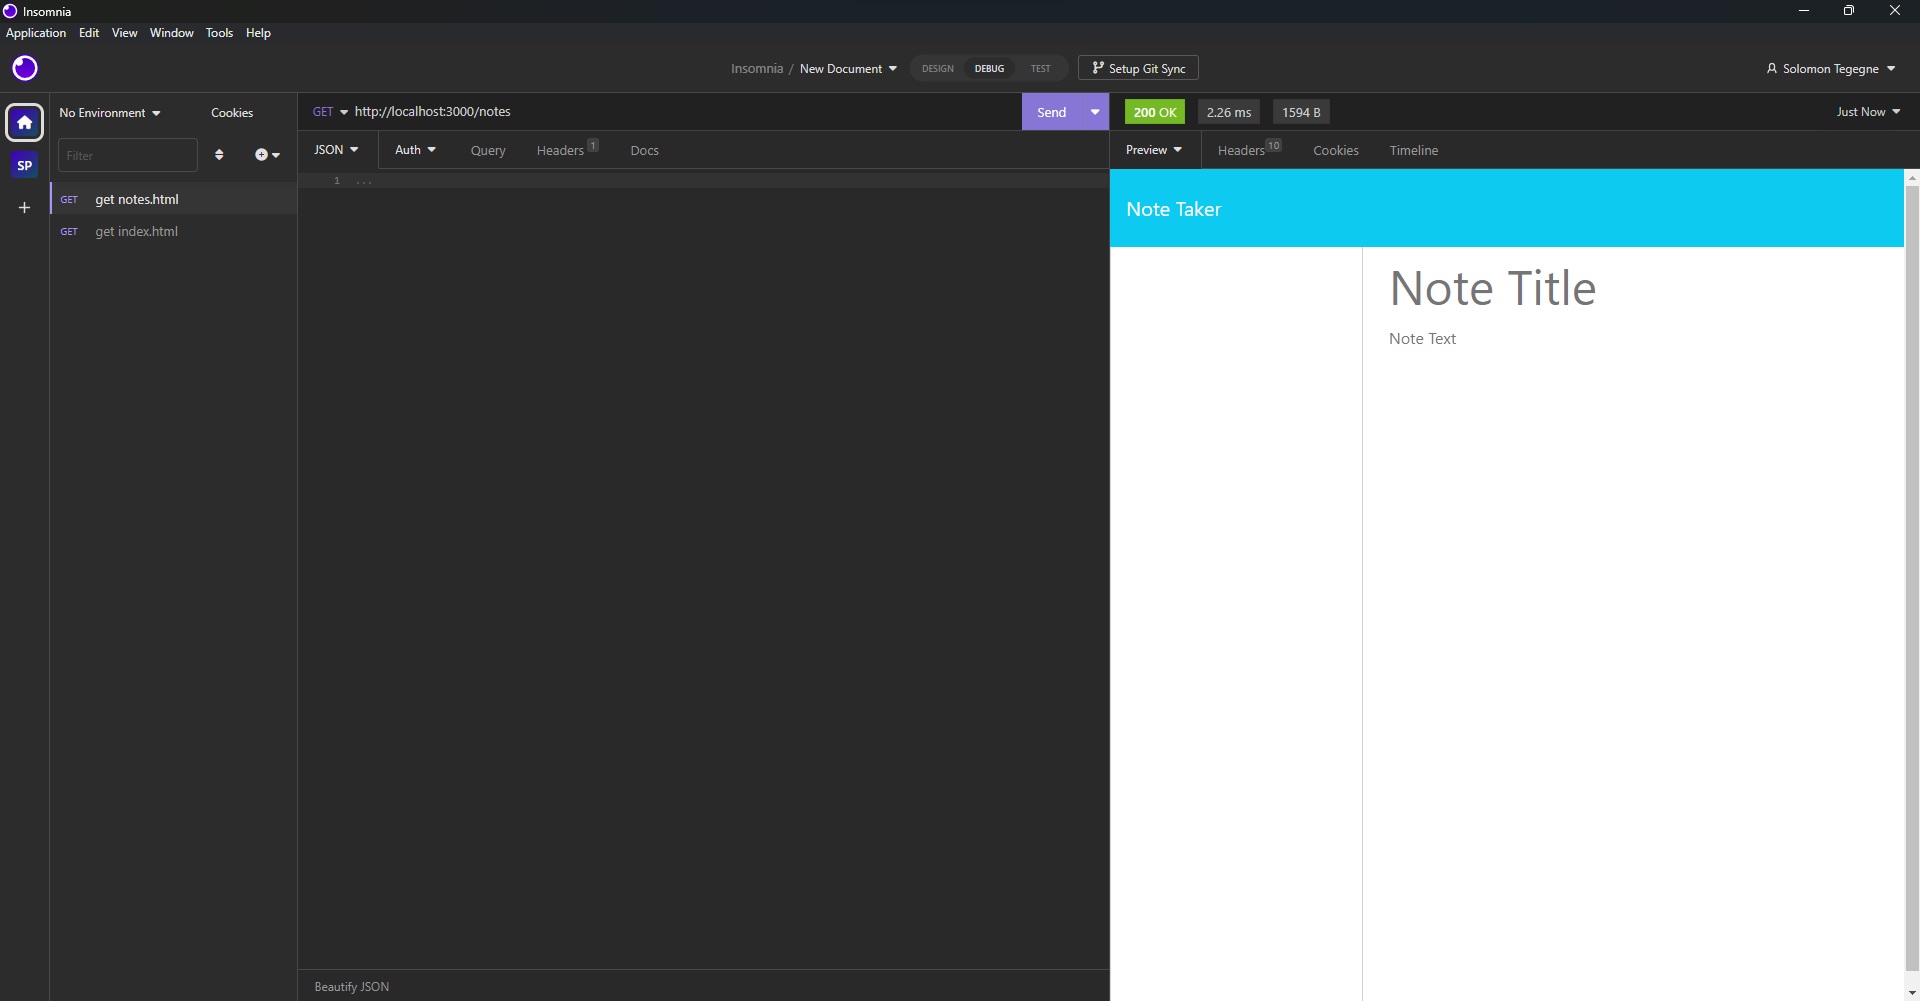 Insomnia
Application Edit View Window Tools Help
Insomnia / New Document DESIGN DEBUG TEST Setup Git Sync Solomon Tegegne
No Environment Cookies
GET http://localhost:3000/notes Send
200 OK 2.26 ms 1594 B Just Now
Filter
JSON Auth Query Headers 1 Docs
Preview Headers 10 Cookies Timeline
SP
GET get notes.html
GET get index.html
1 ...
Note Taker
Note Title
Note Text
Beautify JSON